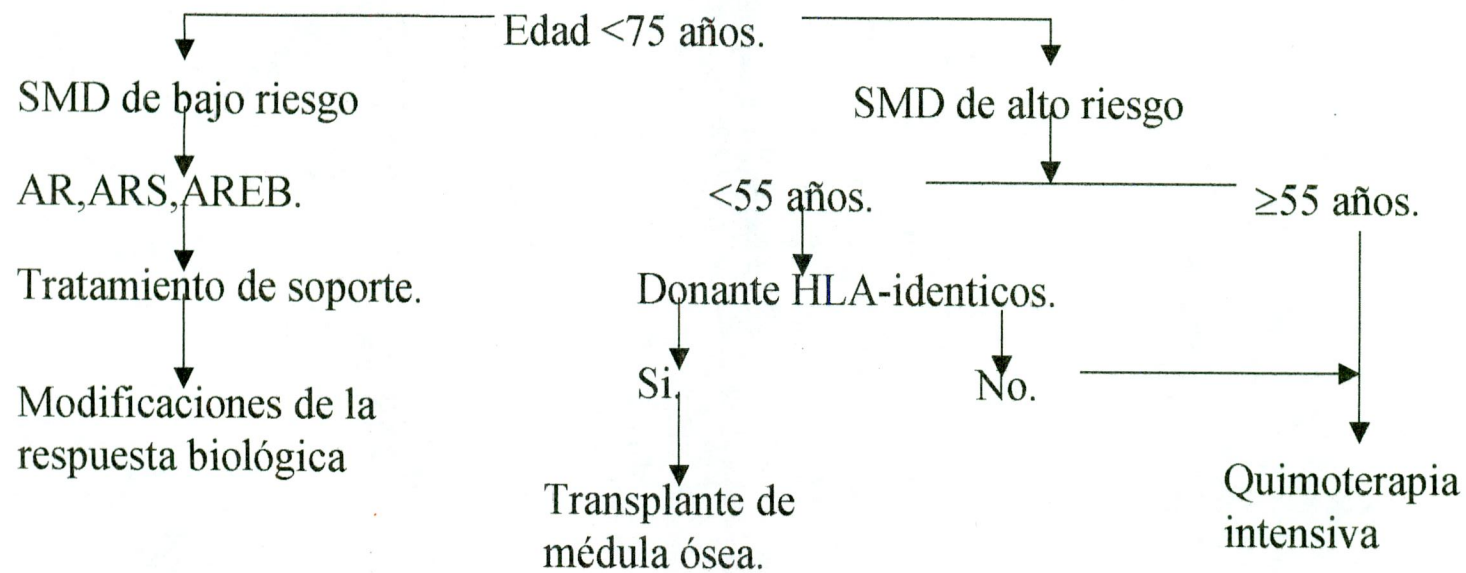 Edad <75 años.
SMD de bajo riesgo
SMD de alto riesgo
AR,ARS,AREB.
<55 años.
≥55 años.
Tratamiento de soporte.
Donante HLA-identicos.
Si.
No.
Modificaciones de la
respuesta biológica
Transplante de
médula ósea.
Quimoterapia
intensiva